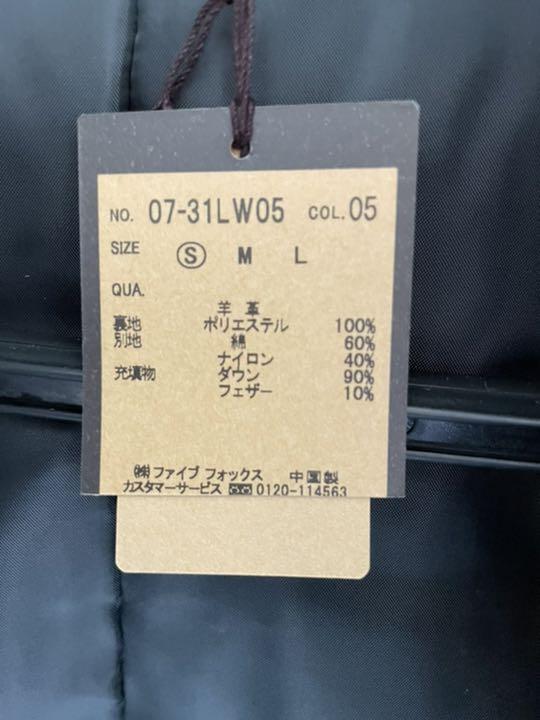 NO. 07-31LW05 COL.05
SIZE Ⓢ M L
QUA.
羊革
裏地 ポリエステル 100%
別地 綿 60%
ナイロン 40%
充填物 ダウン 90%
フェザー 10%
㈱ファイブ フォックス 中国製
カスタマーサービス 0120-114563